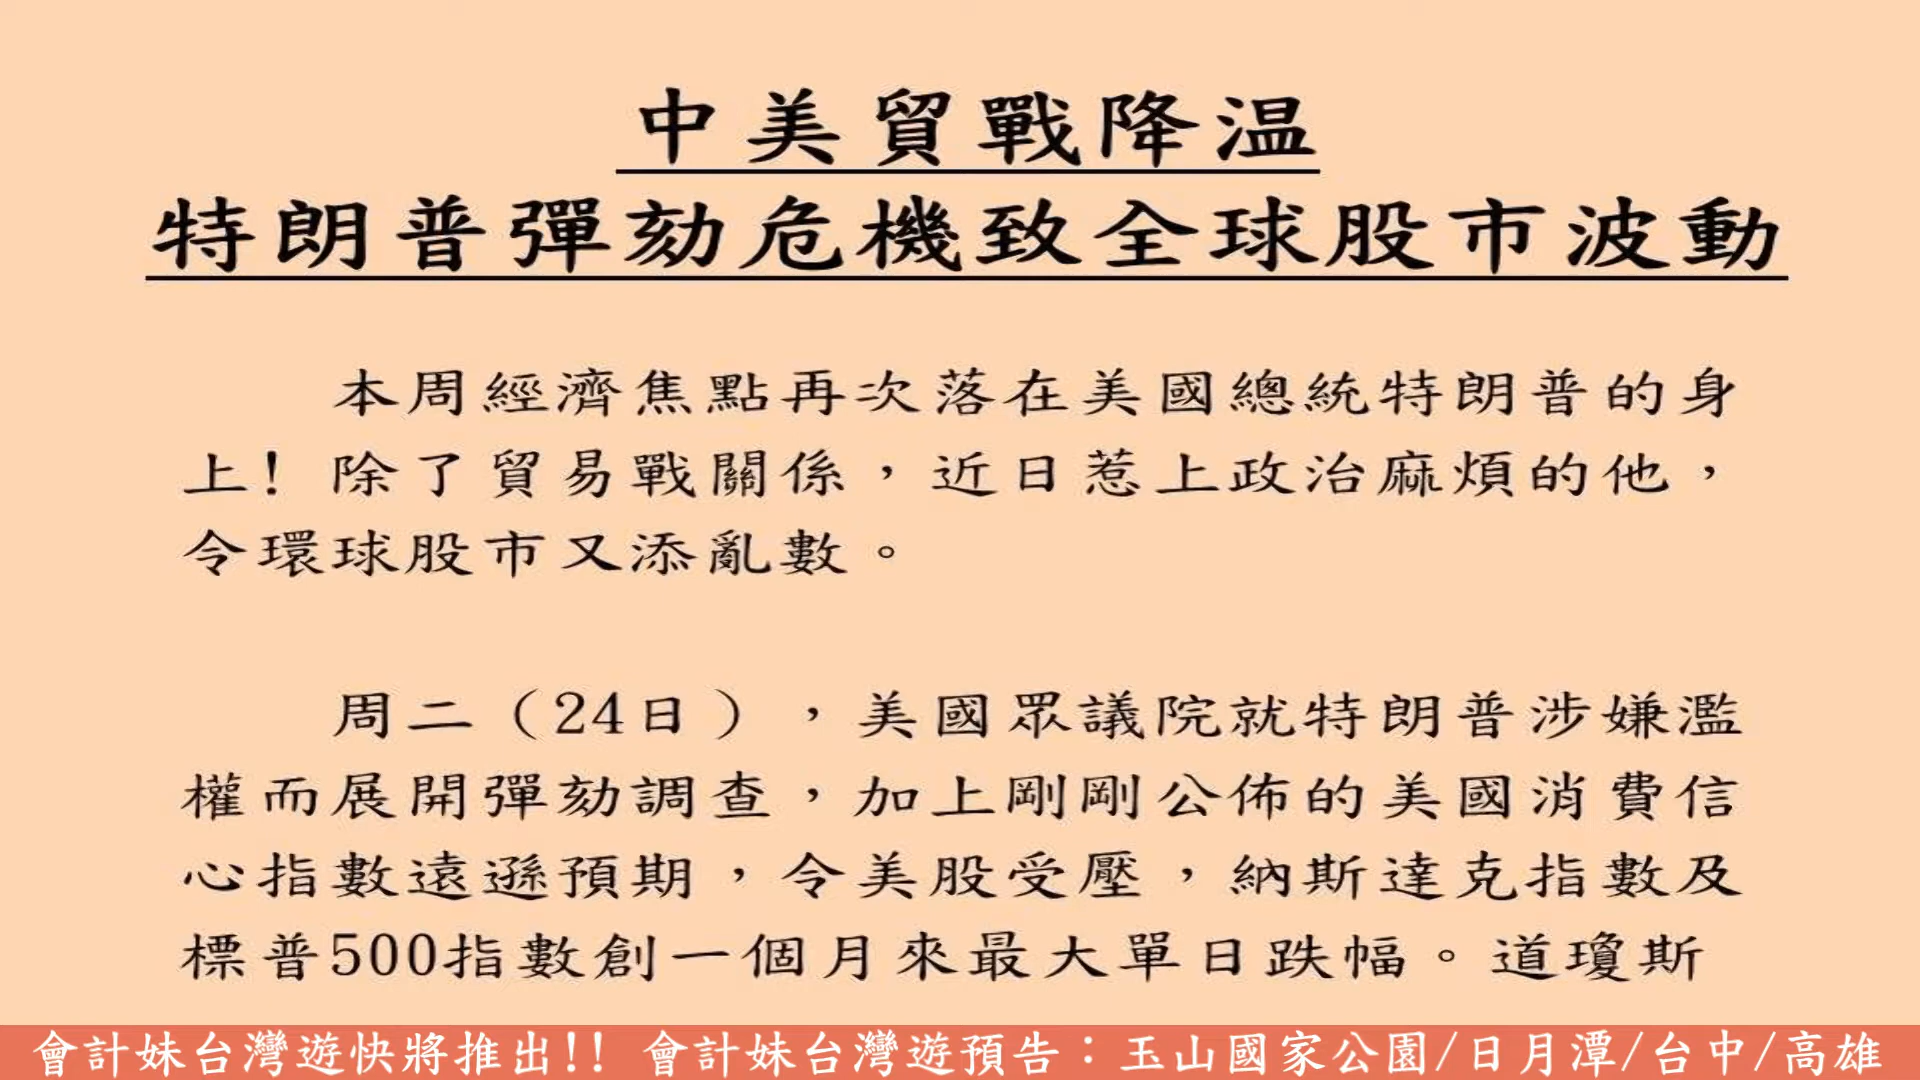 中美貿戰降温
特朗普彈劾危機致全球股市波動
本周經濟焦點再次落在美國總統特朗普的身
上！除了貿易戰關係，近日惹上政治麻煩的他，
令環球股市又添亂數。
周二（24日），美國眾議院就特朗普涉嫌濫
權而展開彈劾調查，加上剛剛公佈的美國消費信
心指數遠遜預期，令美股受壓，納斯達克指數及
標普500指數創一個月來最大單日跌幅。道瓊斯
會計妹台灣遊快將推出!! 會計妹台灣遊預告：玉山國家公園/日月潭/台中/高雄